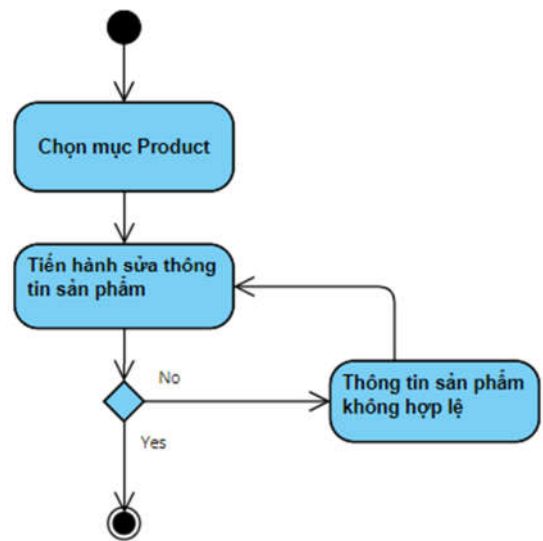 Chọn mục Product
Tiến hành sửa thông
tin sản phẩm
No
Thông tin sản phẩm
không hợp lệ
Yes